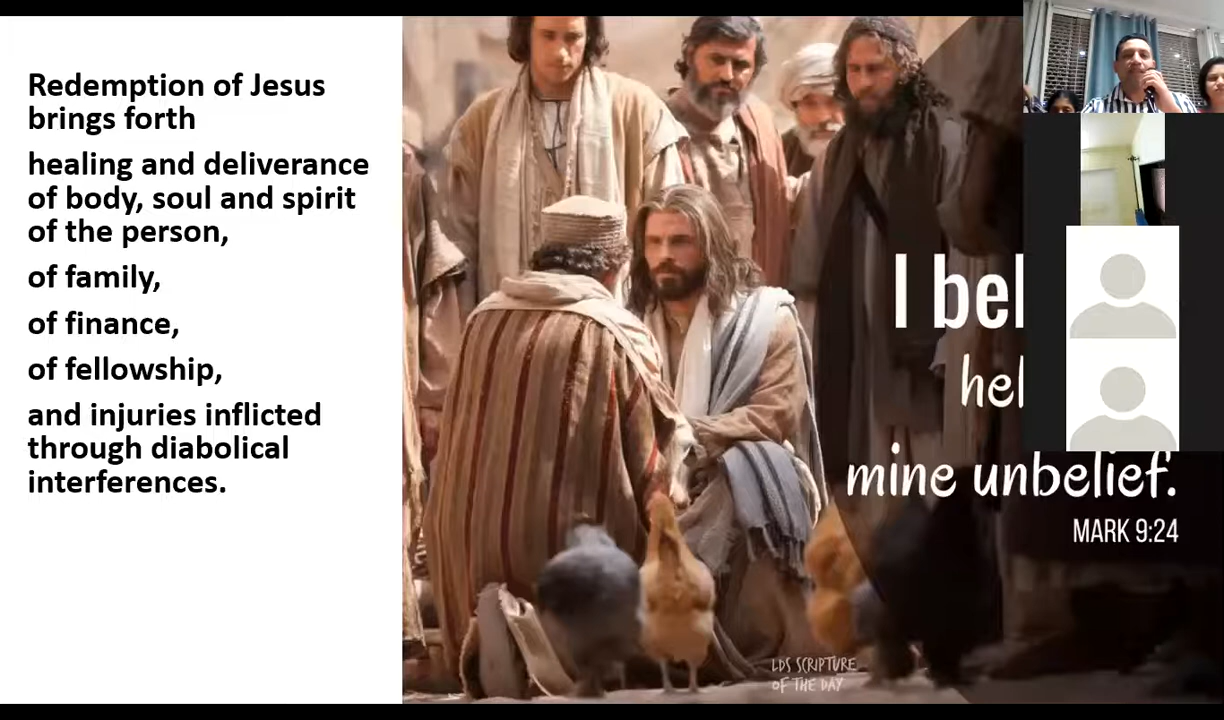 Redemption of Jesus
brings forth
healing and deliverance
of body, soul and spirit
of the person,
of family,
of finance,
of fellowship,
and injuries inflicted
through diabolical
interferences.
I bel
hel
mine unbelief.
MARK 9:24
LDS SCRIPTURE
OF THE DAY